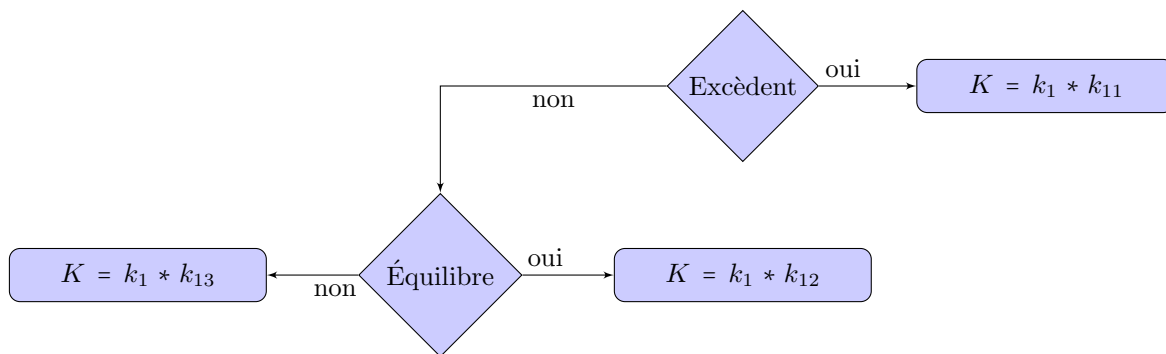 Excèdent
oui
K = k₁ * k₁₁
non
Équilibre
oui
K = k₁ * k₁₂
non
K = k₁ * k₁₃